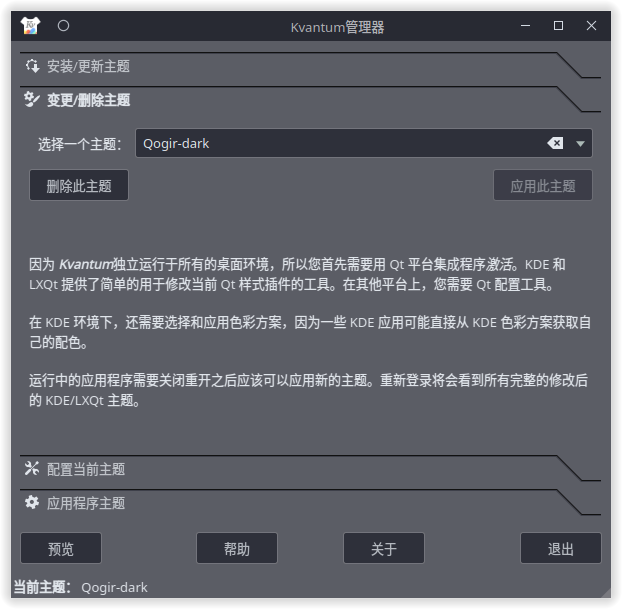 Kvantum管理器
安装/更新主题
变更/删除主题
选择一个主题： Qogir-dark
删除此主题 应用此主题
因为 Kvantum独立运行于所有的桌面环境，所以您首先需要用 Qt 平台集成程序激活。KDE 和
LXQt 提供了简单的用于修改当前 Qt 样式插件的工具。在其他平台上，您需要 Qt 配置工具。
在 KDE 环境下，还需要选择和应用色彩方案，因为一些 KDE 应用可能直接从 KDE 色彩方案获取自
己的配色。
运行中的应用程序需要关闭重开之后应该可以应用新的主题。重新登录将会看到所有完整的修改后
的 KDE/LXQt 主题。
配置当前主题
应用程序主题
预览 帮助 关于 退出
当前主题： Qogir-dark